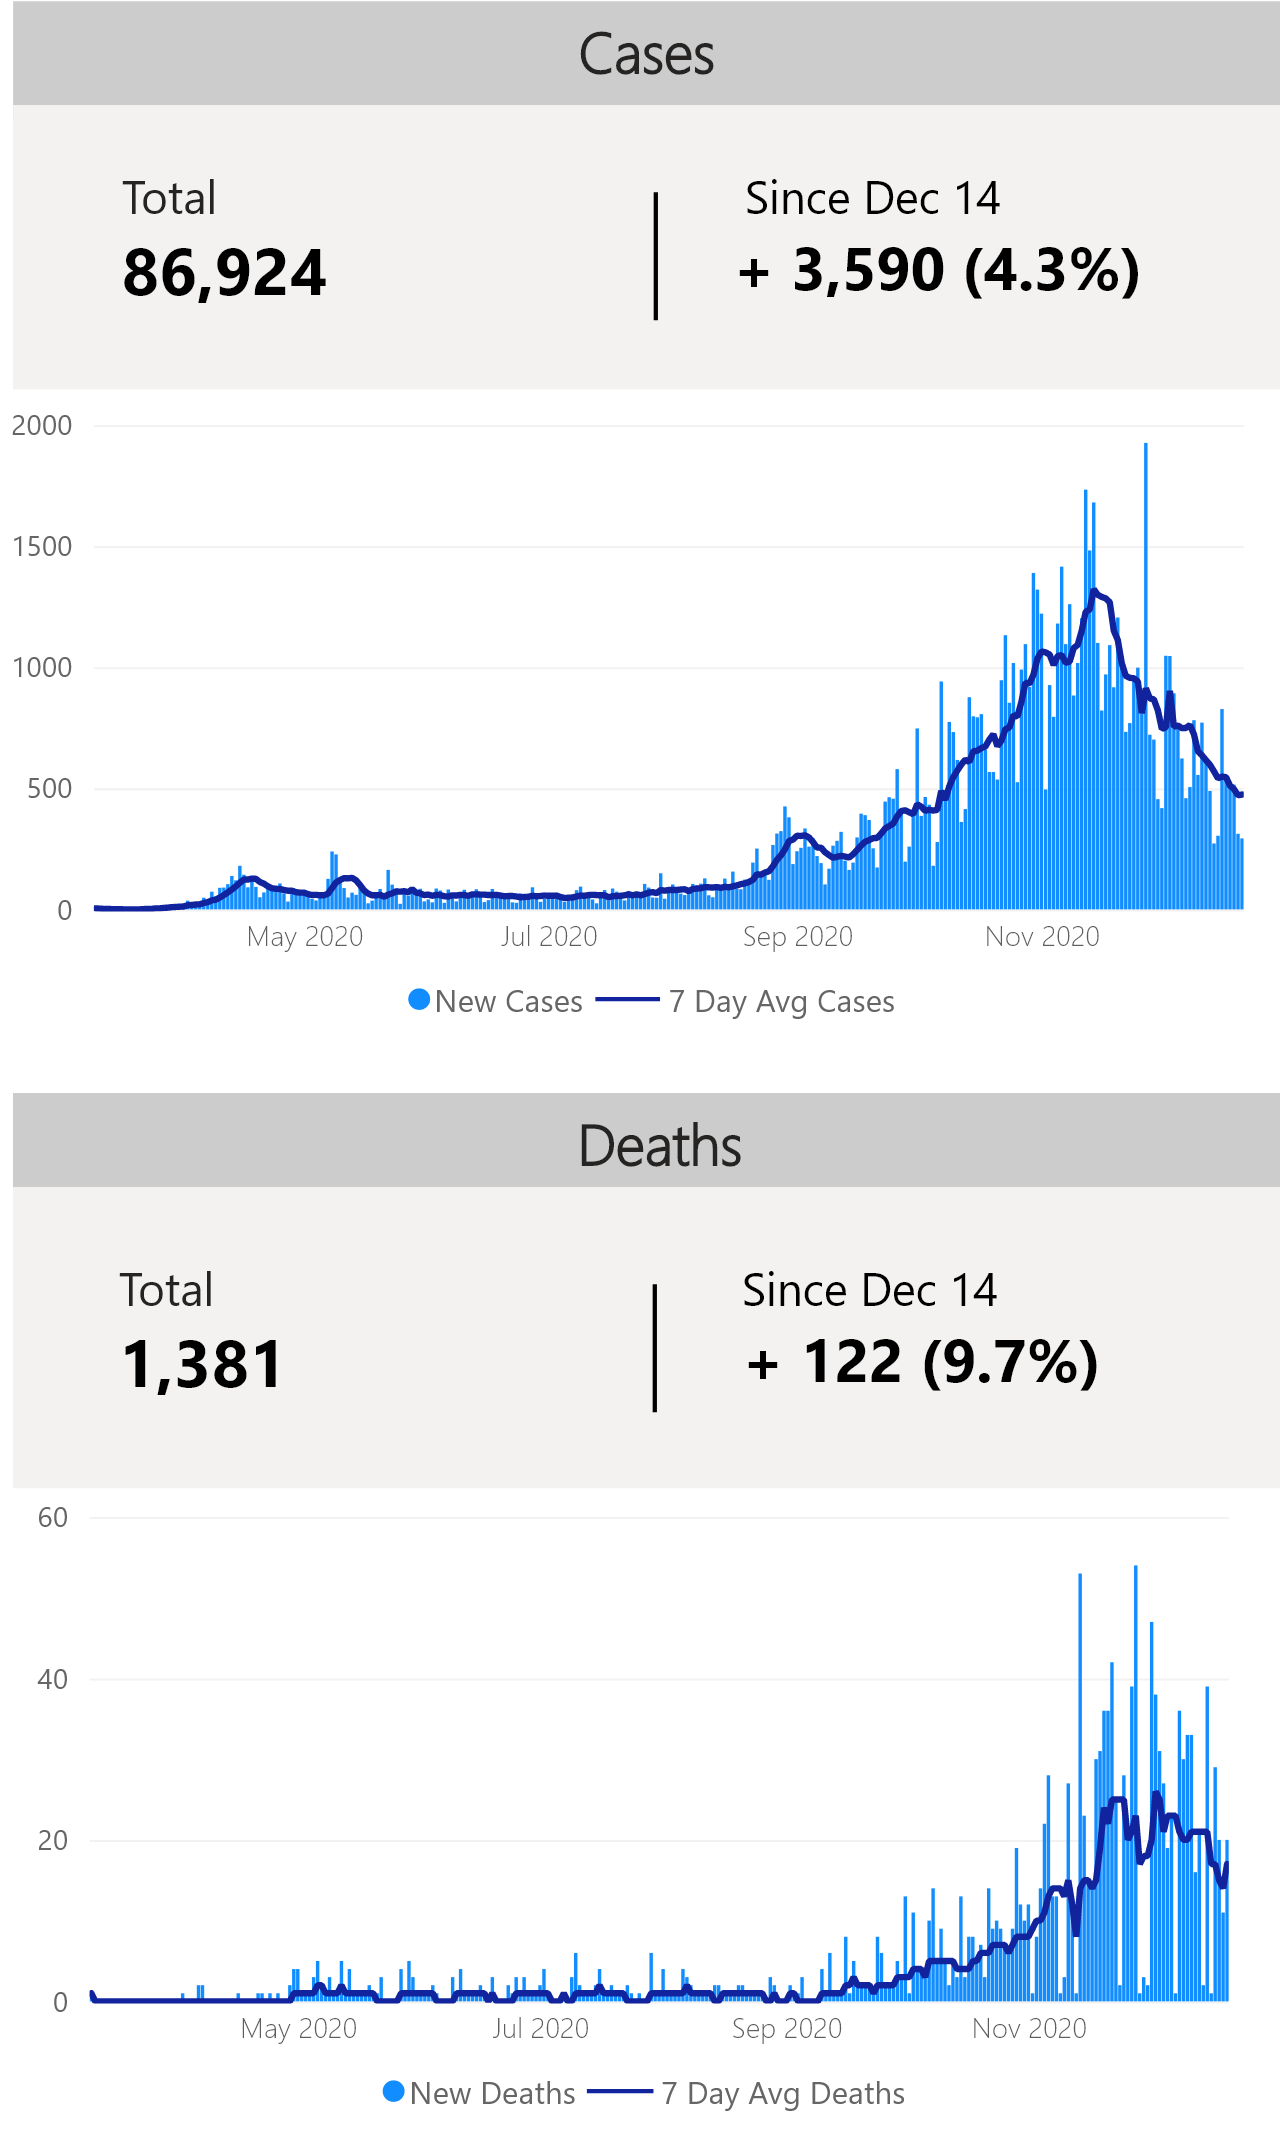 Cases
Total
Since Dec 14
86,924
+ 3,590 (4.3%)
2000
1500
1000
500
0
May 2020
Jul 2020
Sep 2020
Nov 2020
New Cases
7 Day Avg Cases
Deaths
Total
Since Dec 14
1,381
+ 122 (9.7%)
60
40
20
0
May 2020
Jul 2020
Sep 2020
Nov 2020
New Deaths
7 Day Avg Deaths